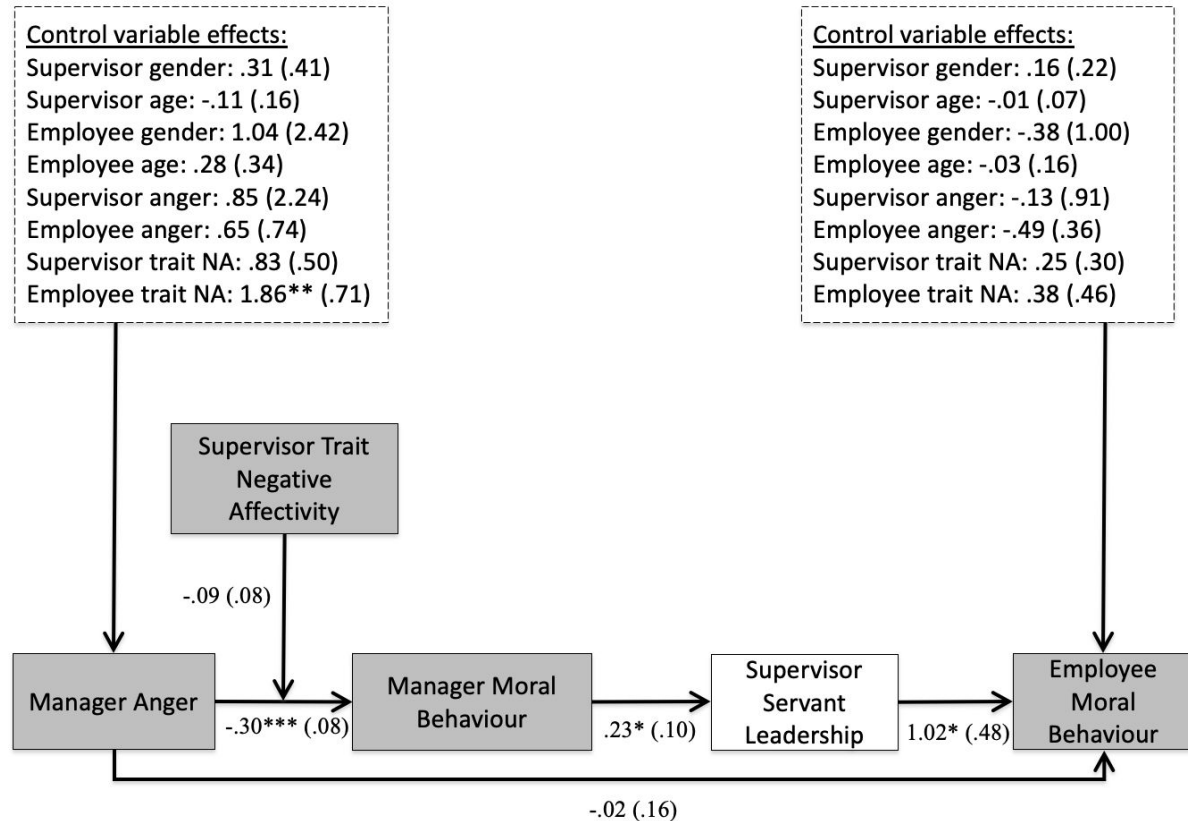 Control variable effects:
Supervisor gender: .31 (.41)
Supervisor age: -.11 (.16)
Employee gender: 1.04 (2.42)
Employee age: .28 (.34)
Supervisor anger: .85 (2.24)
Employee anger: .65 (.74)
Supervisor trait NA: .83 (.50)
Employee trait NA: 1.86** (.71)
Control variable effects:
Supervisor gender: .16 (.22)
Supervisor age: -.01 (.07)
Employee gender: -.38 (1.00)
Employee age: -.03 (.16)
Supervisor anger: -.13 (.91)
Employee anger: -.49 (.36)
Supervisor trait NA: .25 (.30)
Employee trait NA: .38 (.46)
Supervisor Trait
Negative
Affectivity
-.09 (.08)
Manager Anger
-.30*** (.08)
Manager Moral
Behaviour
.23* (.10)
Supervisor
Servant
Leadership
1.02* (.48)
Employee
Moral
Behaviour
-.02 (.16)